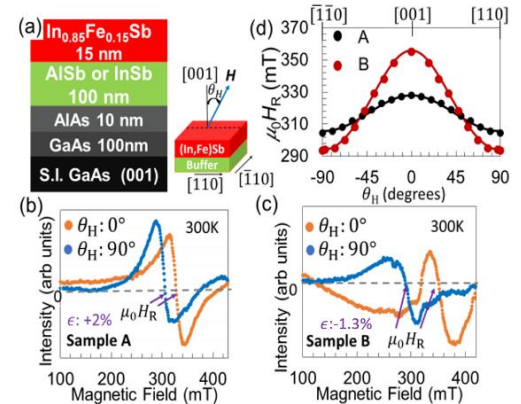 (a)
In0.85Fe0.15Sb
15 nm
AlSb or InSb
100 nm
AlAs 10 nm
GaAs 100nm
S.I. GaAs (001)
[001] H
θH
(In,Fe)Sb
Buffer
[1̅1̅0] [1̅10]
(d)
[1̅1̅0] [001] [110]
A
B
μ0HR (mT)
370
350
330
310
290
-90 -45 0 45 90
θH (degrees)
(b)
θH: 0°
θH: 90°
300K
Intensity (arb units)
0
μ0HR
ϵ: +2%
Sample A
100 200 300 400
Magnetic Field (mT)
(c)
θH: 0°
θH: 90°
300K
Intensity (arb units)
0
ϵ:-1.3%
μ0HR
Sample B
100 200 300 400
Magnetic Field (mT)